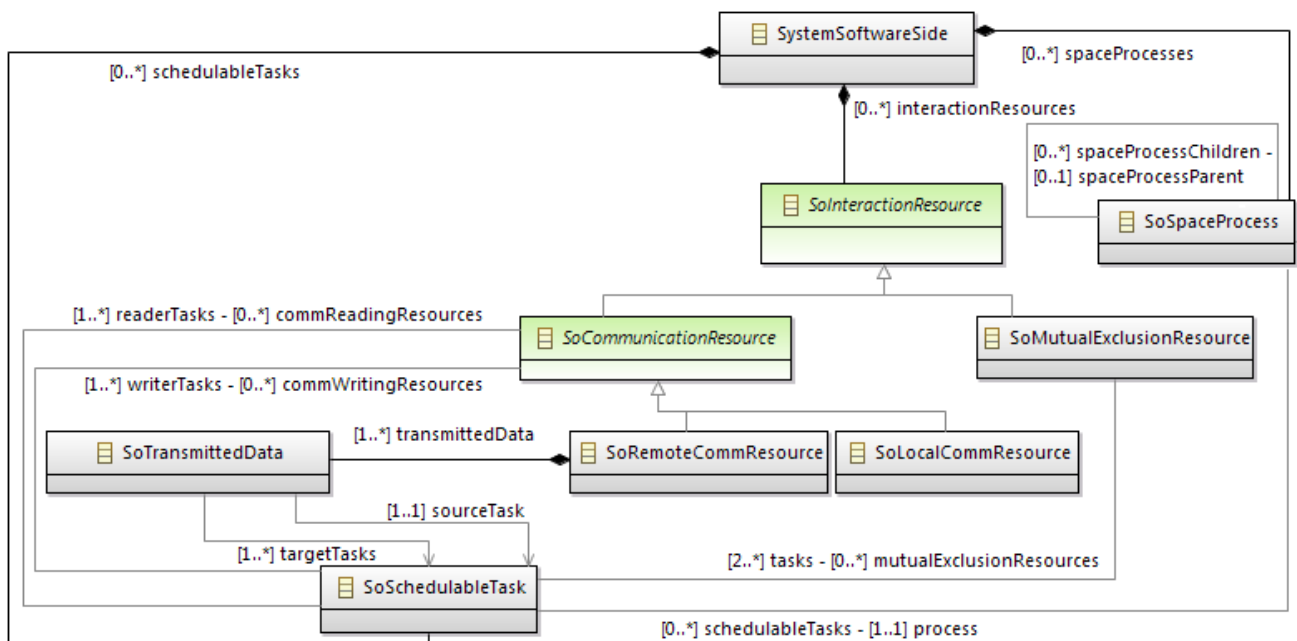 SystemSoftwareSide
[0..*] schedulableTasks
[0..*] spaceProcesses
[0..*] interactionResources
[0..*] spaceProcessChildren -
[0..1] spaceProcessParent
SoInteractionResource
SoSpaceProcess
[1..*] readerTasks - [0..*] commReadingResources
SoCommunicationResource
SoMutualExclusionResource
[1..*] writerTasks - [0..*] commWritingResources
[1..*] transmittedData
SoTransmittedData
SoRemoteCommResource
SoLocalCommResource
[1..1] sourceTask
[1..*] targetTasks
[2..*] tasks - [0..*] mutualExclusionResources
SoSchedulableTask
[0..*] schedulableTasks - [1..1] process